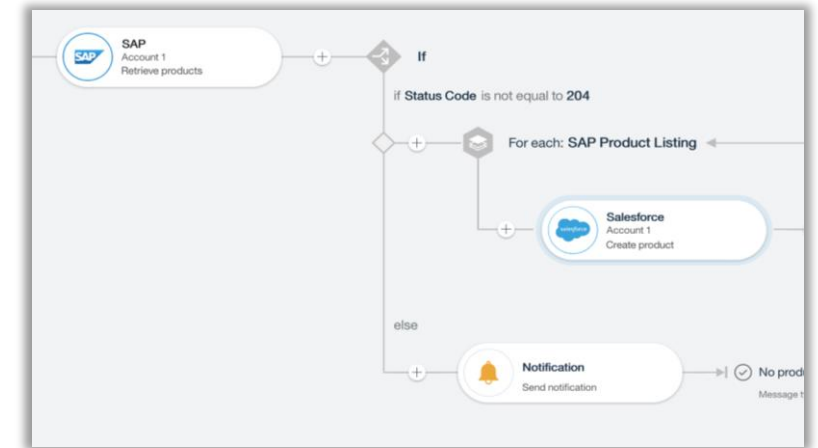 SAP
SAP
Account 1
Retrieve products
If
if Status Code is not equal to 204
For each: SAP Product Listing
salesforce
Salesforce
Account 1
Create product
else
Notification
Send notification
No prod
Message t